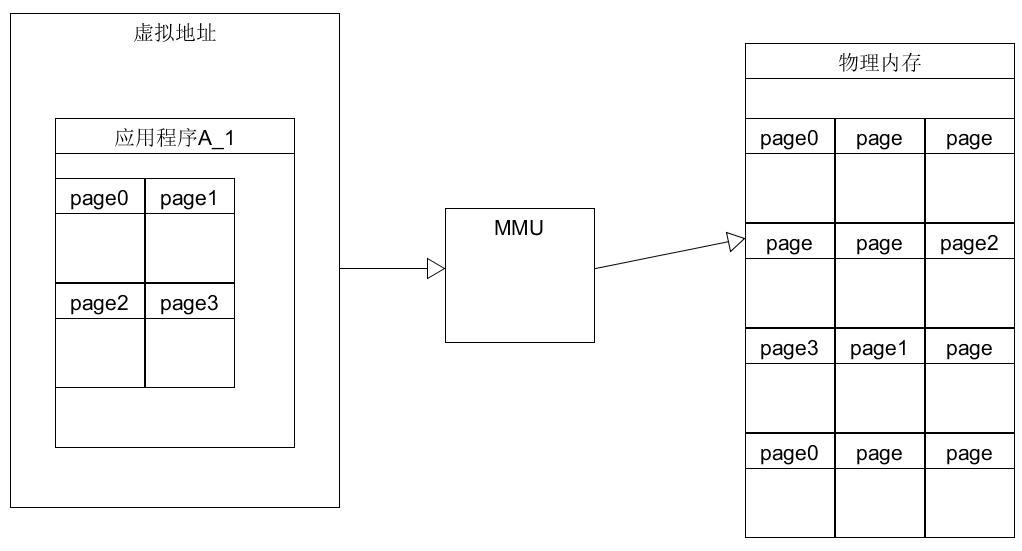 虚拟地址
应用程序A_1
page0 page1
page2 page3
MMU
物理内存
page0 page page
page page page2
page3 page1 page
page0 page page